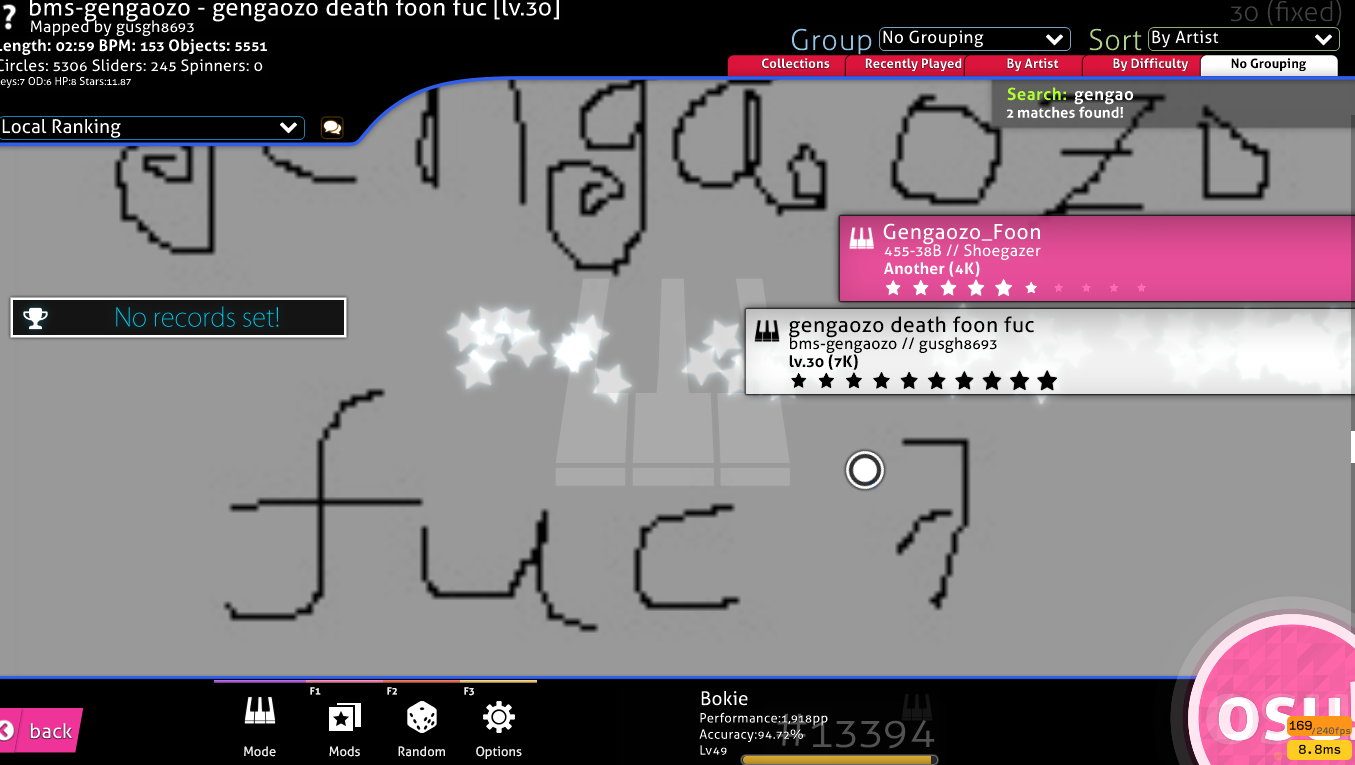 bms-gengaozo - gengaozo death foon fuc [lv.30]
Mapped by gusgh8693
Length: 02:59 BPM: 153 Objects: 5551
Circles: 5306 Sliders: 245 Spinners: 0
eys:7 OD:6 HP:8 Stars:11.87
30 (fixed)
Group No Grouping
Sort By Artist
Collections
Recently Played
By Artist
By Difficulty
No Grouping
Local Ranking
Search: gengao
2 matches found!
gengaozo
Gengaozo_Foon
455-38B // Shoegazer
Another (4K)
No records set!
gengaozo death foon fuc
bms-gengaozo // gusgh8693
lv.30 (7K)
fuc
back
Mode
F1
Mods
F2
Random
F3
Options
Bokie
Performance:1,918pp
Accuracy:94.72%
Lv49
#13394
osu!
169/240fps
8.8ms